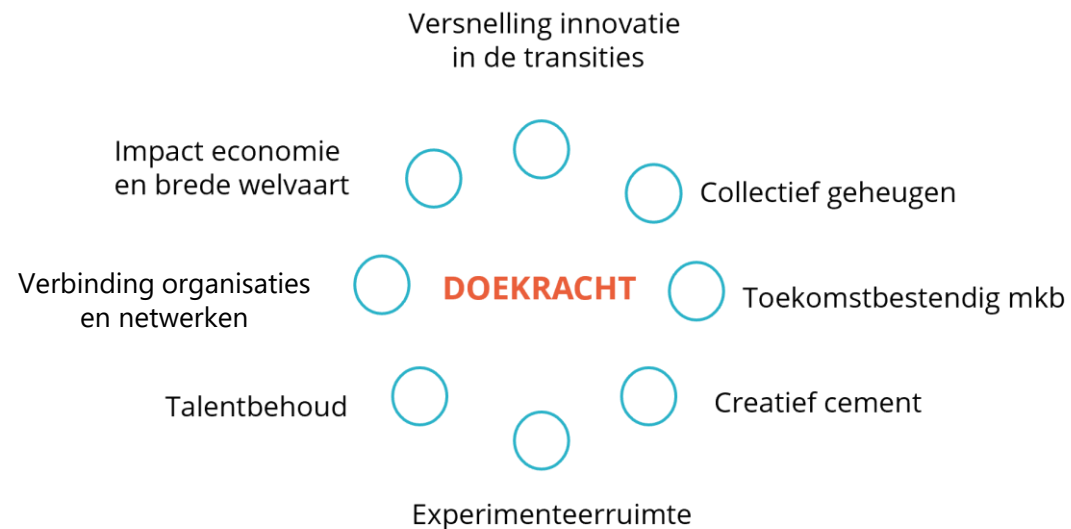 Versnelling innovatie
in de transities
Impact economie
en brede welvaart
Collectief geheugen
Verbinding organisaties
en netwerken
DOEKRACHT
Toekomstbestendig mkb
Talentbehoud
Creatief cement
Experimenteerruimte